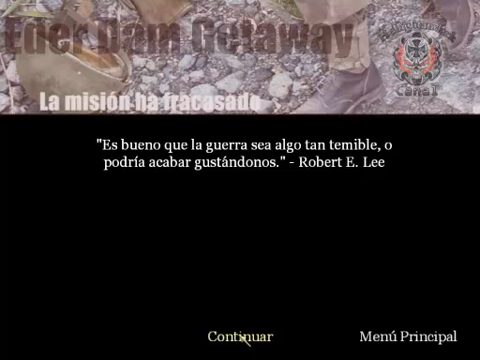 Eder Dam Getaway
La misión ha fracasado
"Es bueno que la guerra sea algo tan temible, o
podría acabar gustándonos." - Robert E. Lee
Continuar
Menú Principal